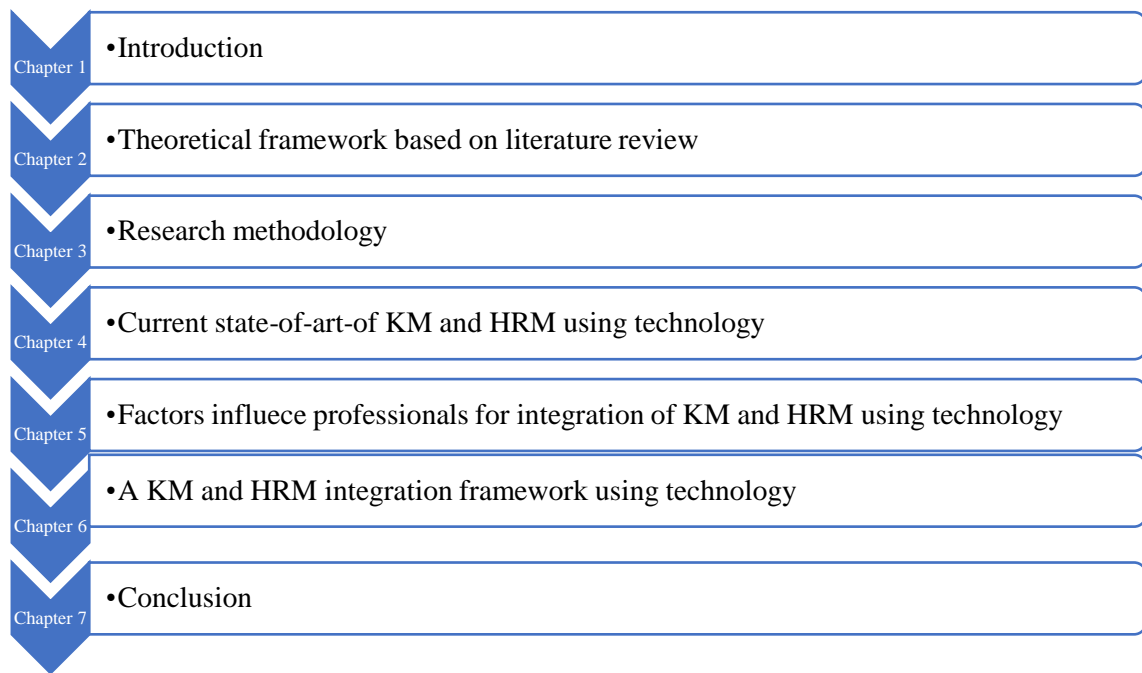 Chapter 1
•Introduction
Chapter 2
•Theoretical framework based on literature review
Chapter 3
•Research methodology
Chapter 4
•Current state-of-art-of KM and HRM using technology
Chapter 5
•Factors influece professionals for integration of KM and HRM using technology
Chapter 6
•A KM and HRM integration framework using technology
Chapter 7
•Conclusion